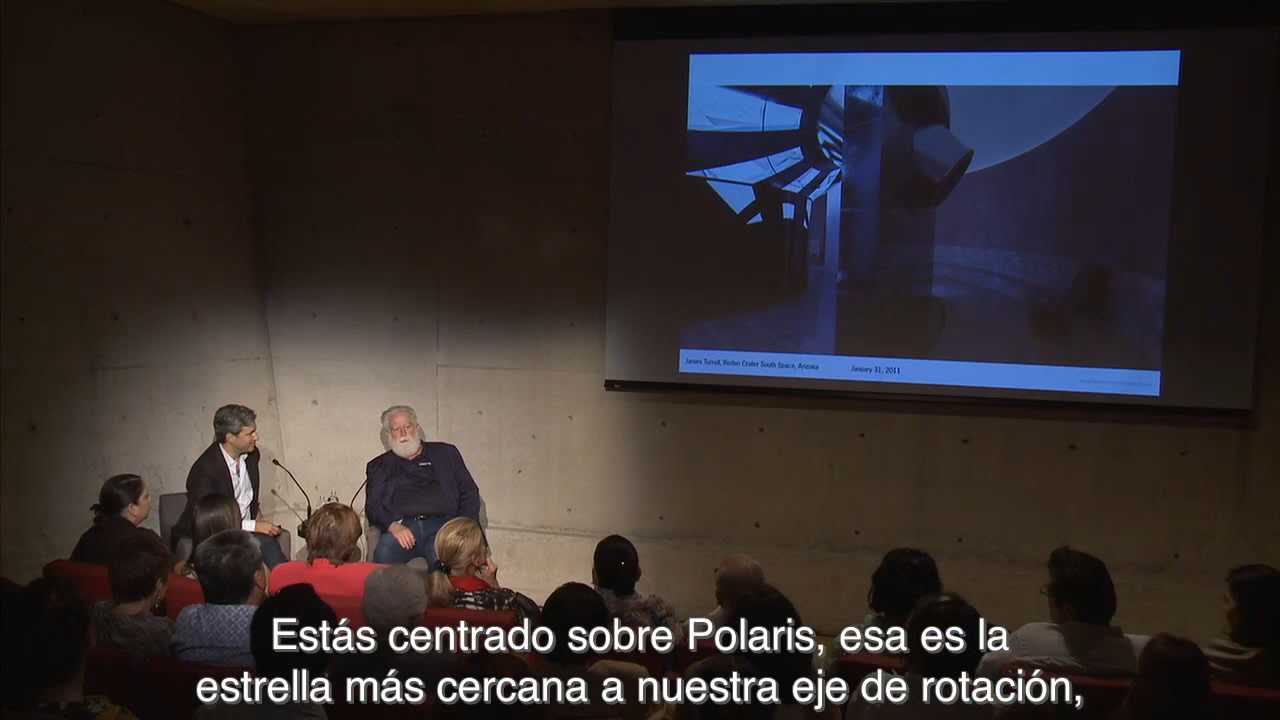 James Turrell, Roden Crater South Space, Arizona January 31, 2011
Estás centrado sobre Polaris, esa es la
estrella más cercana a nuestra eje de rotación,